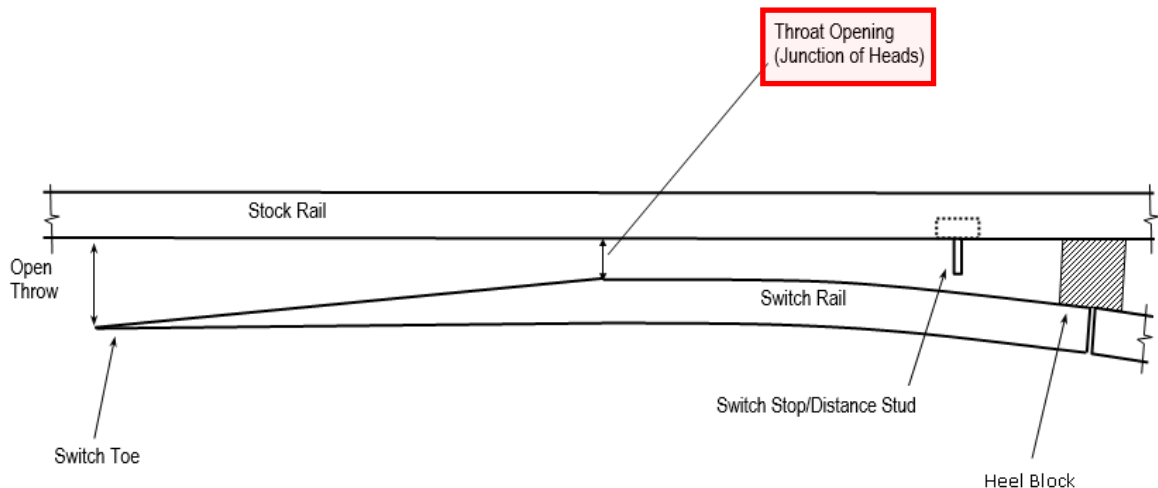 Throat Opening
(Junction of Heads)
Stock Rail
Open
Throw
Switch Rail
Switch Stop/Distance Stud
Switch Toe
Heel Block